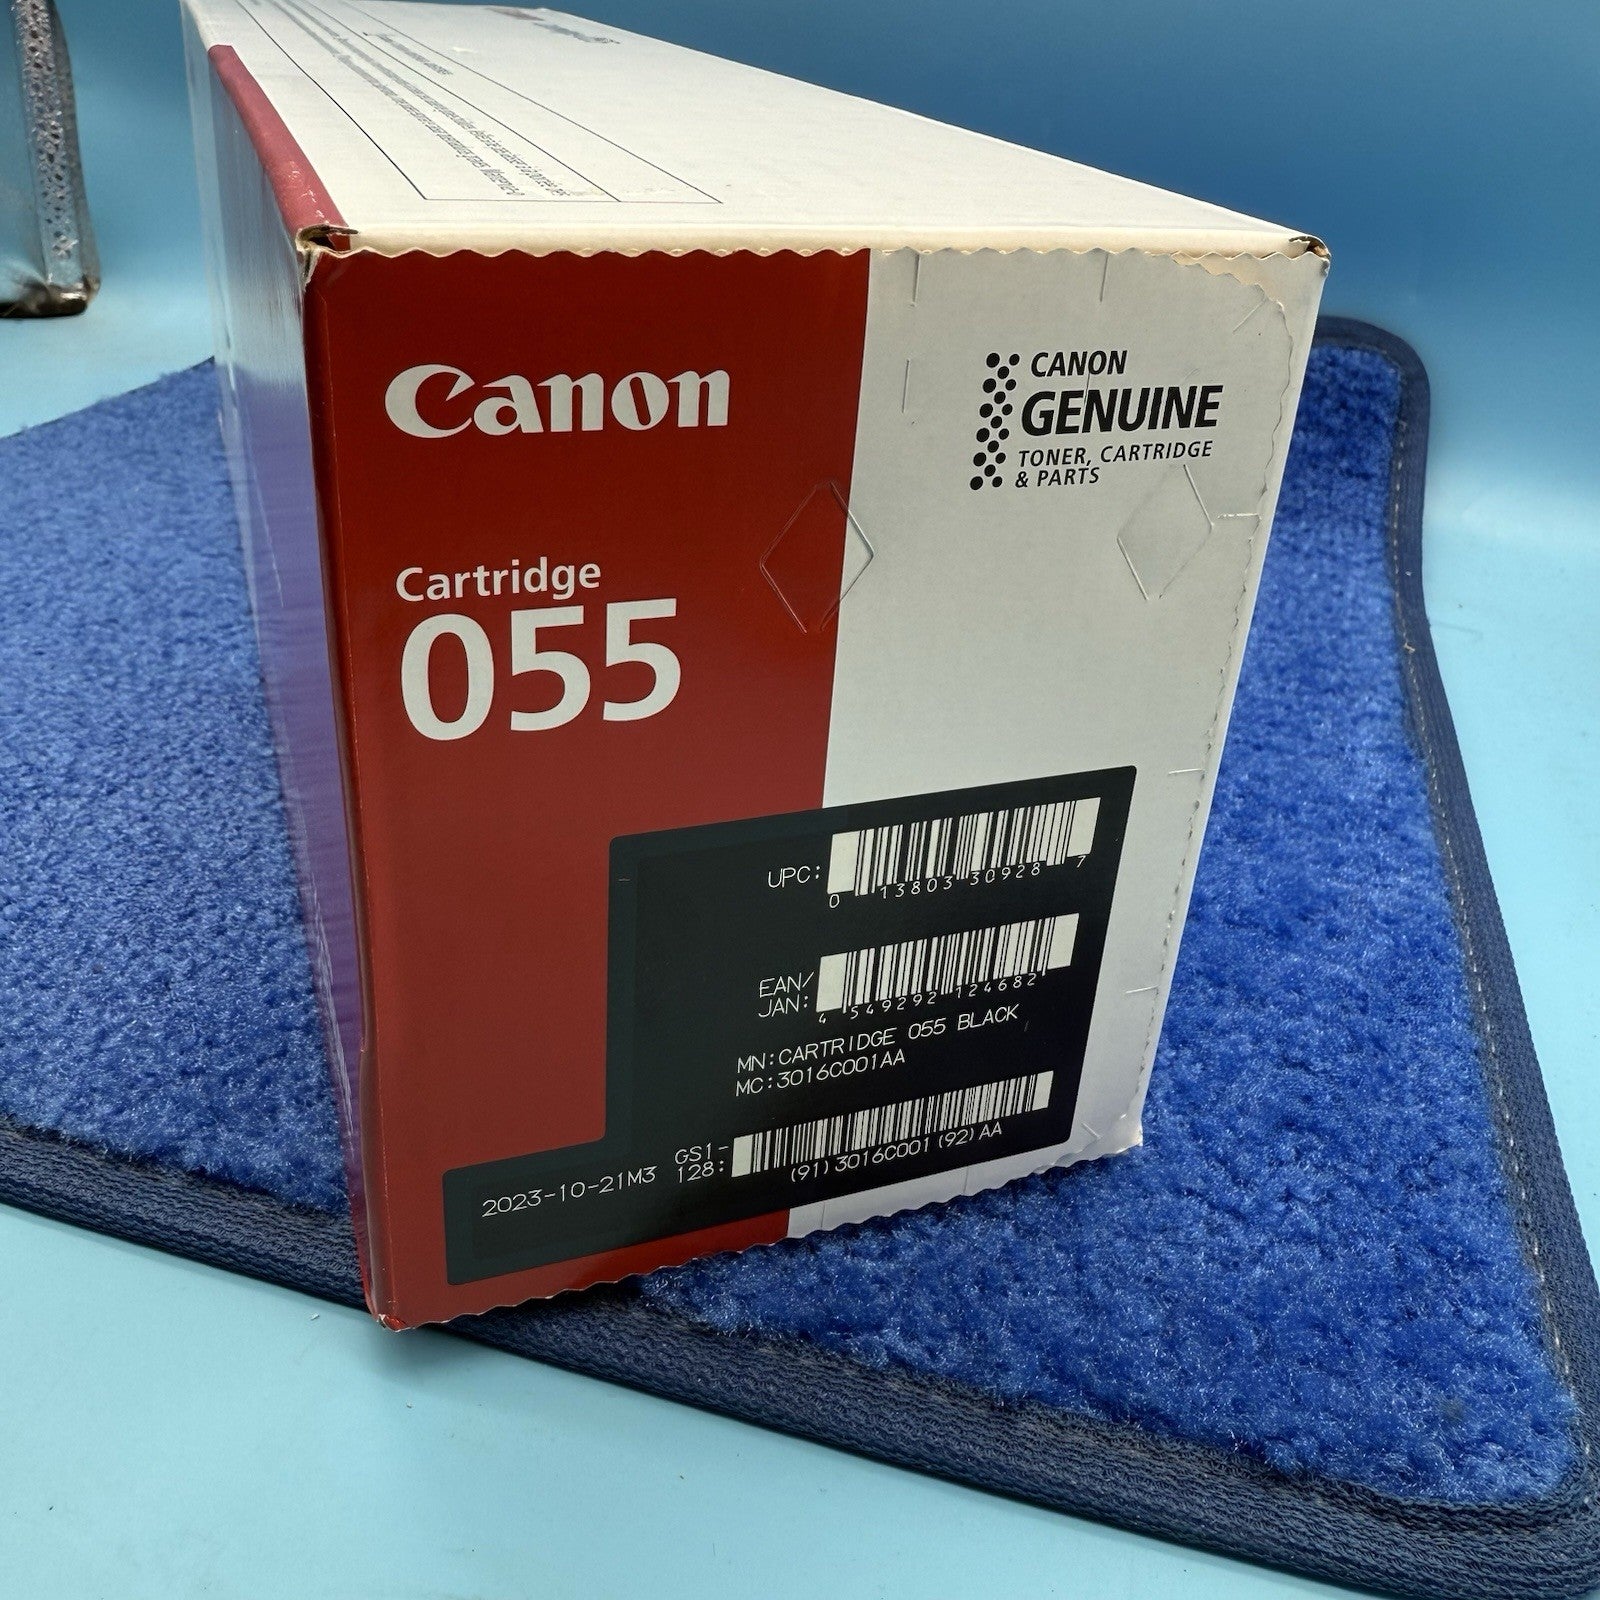 Canon
CANON
GENUINE
TONER, CARTRIDGE
& PARTS
Cartridge
055
UPC:
0 13803 30928 7
EAN/
JAN:
4 549292 124682
MN:CARTRIDGE 055 BLACK
MC:3016C001AA
GS1-
128:
(91)3016C001(92)AA
2023-10-21M3